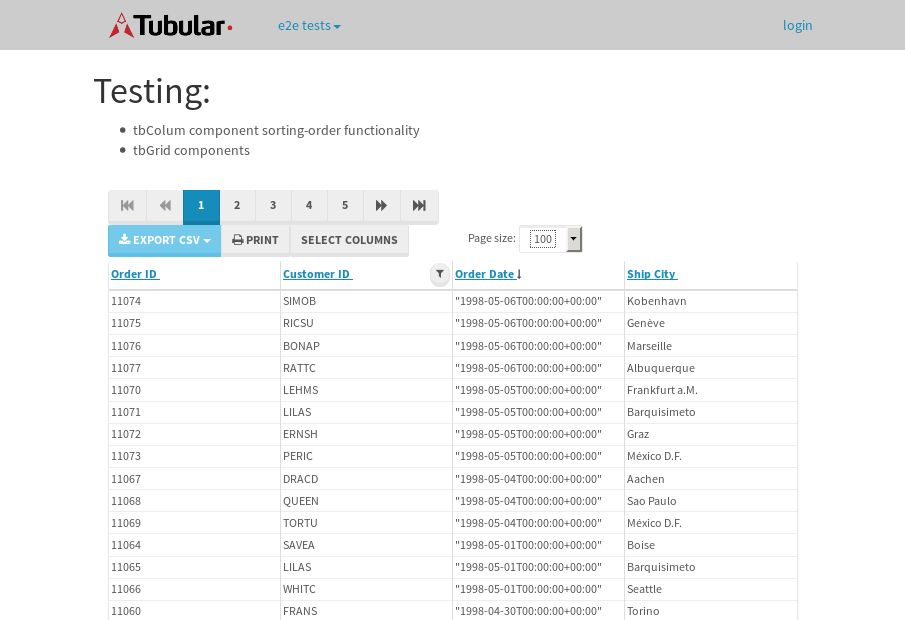 Tubular
e2e tests
login
Testing:
tbColum component sorting-order functionality
tbGrid components
1 2 3 4 5
EXPORT CSV PRINT SELECT COLUMNS Page size: 100
Order ID Customer ID Order Date Ship City
11074 SIMOB "1998-05-06T00:00:00+00:00" Kobenhavn
11075 RICSU "1998-05-06T00:00:00+00:00" Genève
11076 BONAP "1998-05-06T00:00:00+00:00" Marseille
11077 RATTC "1998-05-06T00:00:00+00:00" Albuquerque
11070 LEHMS "1998-05-05T00:00:00+00:00" Frankfurt a.M.
11071 LILAS "1998-05-05T00:00:00+00:00" Barquisimeto
11072 ERNSH "1998-05-05T00:00:00+00:00" Graz
11073 PERIC "1998-05-05T00:00:00+00:00" México D.F.
11067 DRACD "1998-05-04T00:00:00+00:00" Aachen
11068 QUEEN "1998-05-04T00:00:00+00:00" Sao Paulo
11069 TORTU "1998-05-04T00:00:00+00:00" México D.F.
11064 SAVEA "1998-05-01T00:00:00+00:00" Boise
11065 LILAS "1998-05-01T00:00:00+00:00" Barquisimeto
11066 WHITC "1998-05-01T00:00:00+00:00" Seattle
11060 FRANS "1998-04-30T00:00:00+00:00" Torino